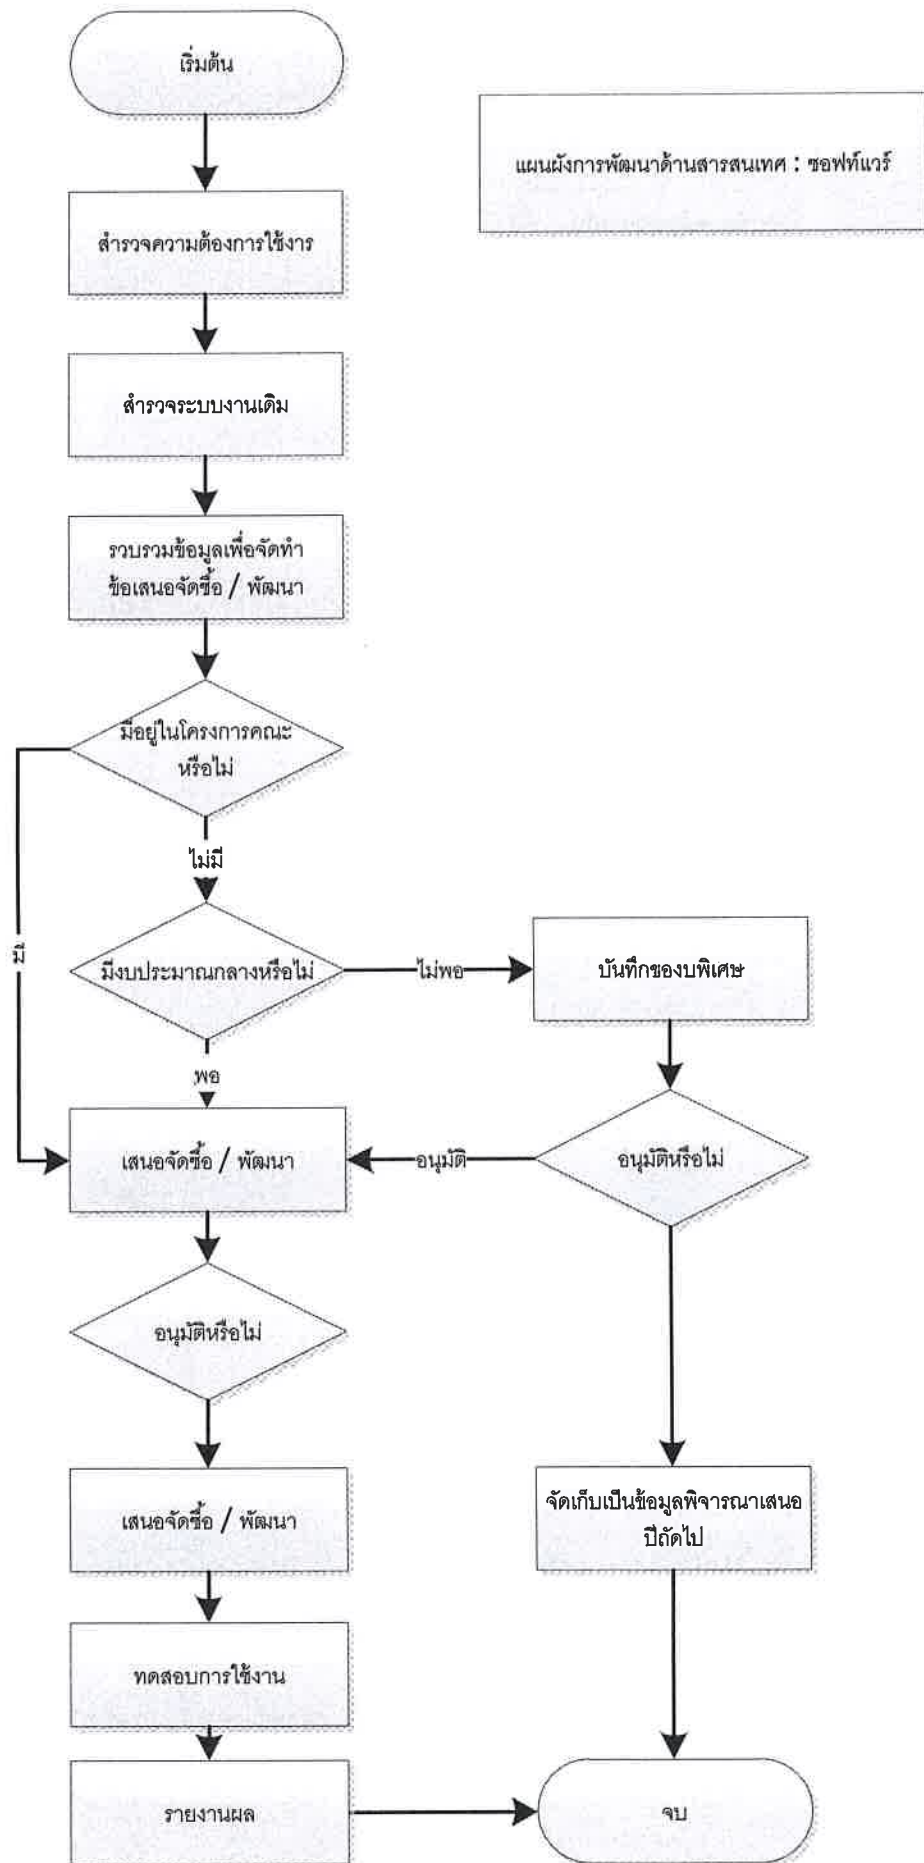 เริ่มต้น
แผนผังการพัฒนาด้านสารสนเทศ : ซอฟท์แวร์
สำรวจความต้องการใช้งาร
สำรวจระบบงานเดิม
รวบรวมข้อมูลเพื่อจัดทำ
ข้อเสนอจัดซื้อ / พัฒนา
มีอยู่ในโครงการคณะ
หรือไม่
ไม่มี
มี
มีงบประมาณกลางหรือไม่
ไม่พอ
บันทึกของบพิเศษ
พอ
เสนอจัดซื้อ / พัฒนา
อนุมัติ
อนุมัติหรือไม่
อนุมัติหรือไม่
เสนอจัดซื้อ / พัฒนา
จัดเก็บเป็นข้อมูลพิจารณาเสนอ
ปีถัดไป
ทดสอบการใช้งาน
รายงานผล
จบ